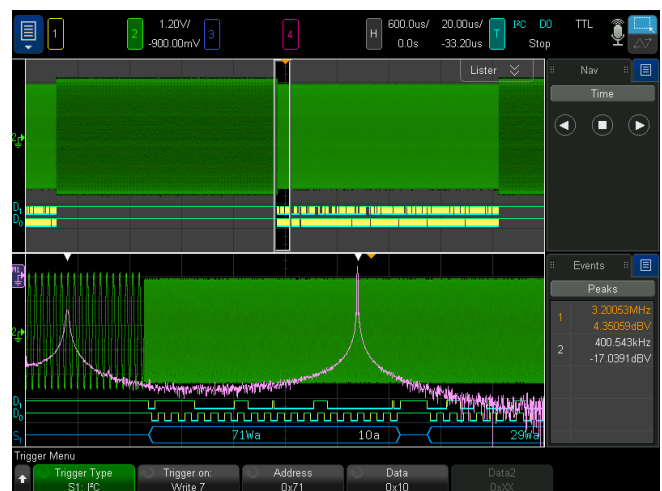 1
2
1.20V/
-900.00mV
3
4
H
600.0us/
0.0s
20.00us/
-33.20us
T
I²C D0
Stop
TTL
Lister
Nav
Time
2
D1
D0
Events
Peaks
1
3.20053MHz
4.35059dBV
2
400.543kHz
-17.0391dBV
M1
2
D1
D0
S1
71Wa
10a
29Wa
Trigger Menu
Trigger Type
S1: I²C
Trigger on:
Write 7
Address
0x71
Data
0x10
Data2
0xXX